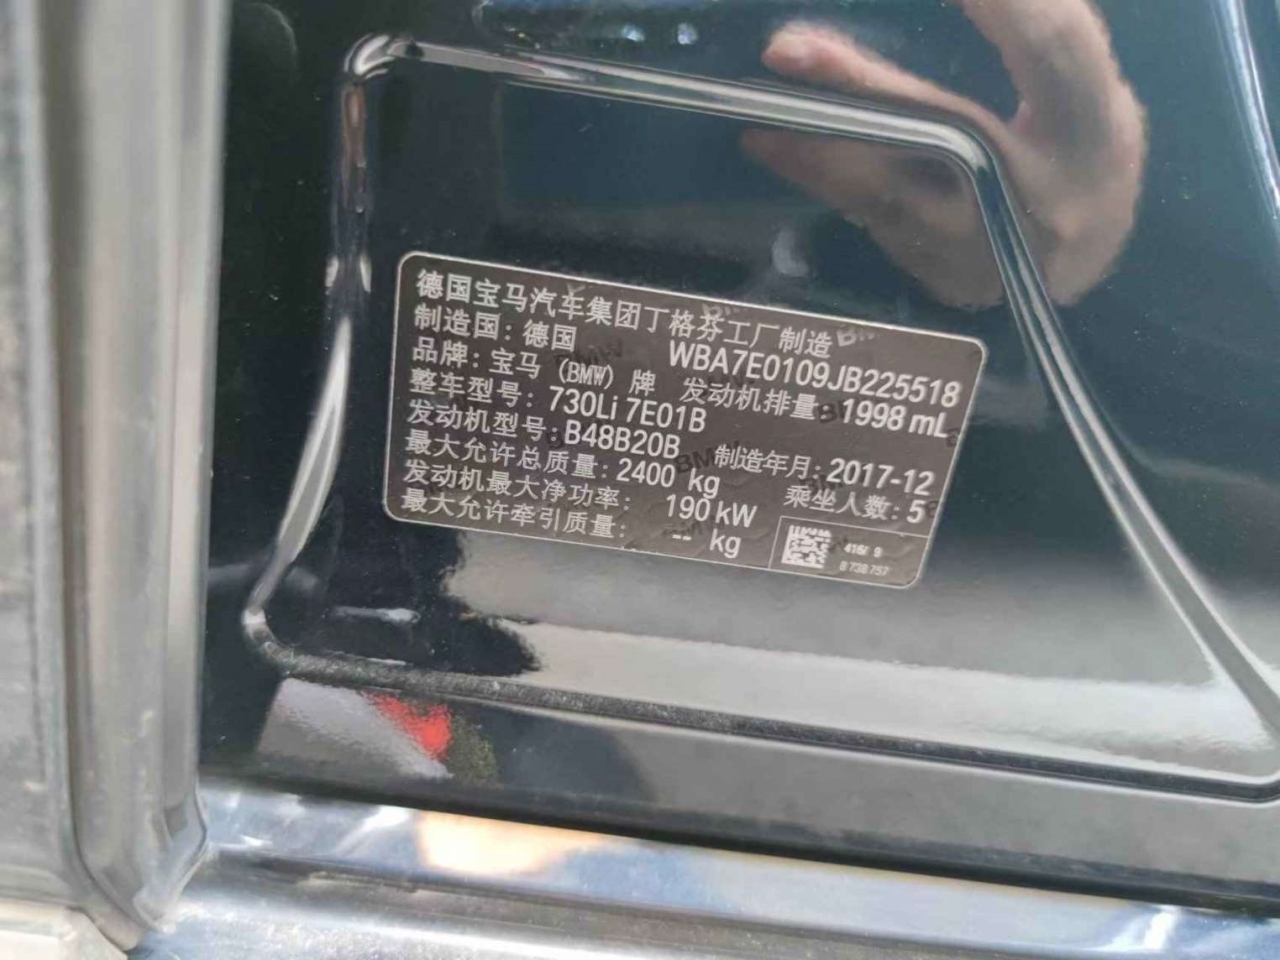 德国宝马汽车集团丁格芬工厂制造
制造国：德国 WBA7E0109JB225518
品牌：宝马（BMW）牌 发动机排量 1998 mL
整车型号：730Li 7E01B
发动机型号：B48B20B 制造年月：2017-12
最大允许总质量：2400 kg 乘坐人数：5
发动机最大净功率： 190 kW
最大允许牵引质量： -- kg
416/ 9
8 738 757